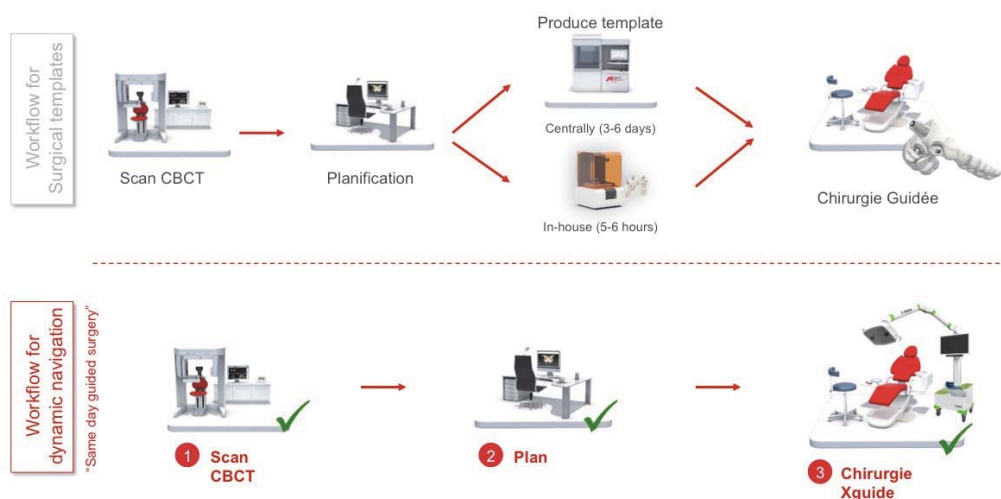 Workflow for
Surgical templates
Produce template
Scan CBCT
Planification
Centrally (3-6 days)
In-house (5-6 hours)
Chirurgie Guidée
Workflow for
dynamic navigation
"Same day guided surgery"
1 Scan
CBCT
2 Plan
3 Chirurgie
Xguide